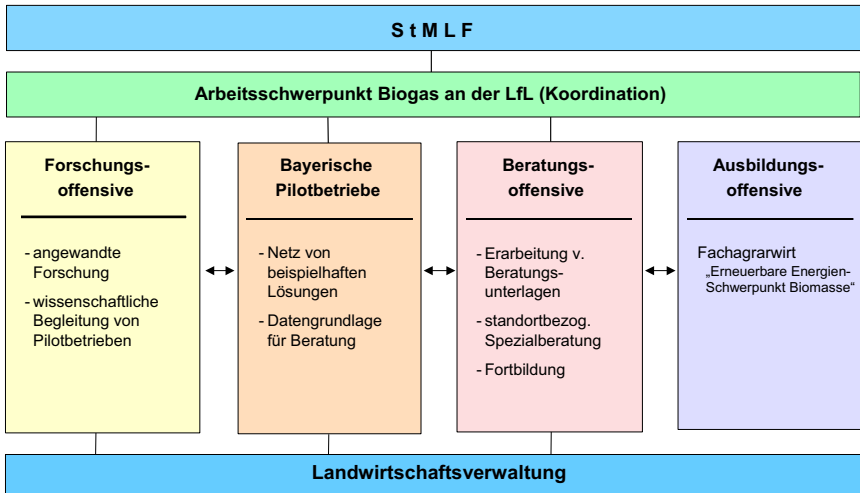 S t M L F
Arbeitsschwerpunkt Biogas an der LfL (Koordination)
Forschungs-
offensive
- angewandte
Forschung
- wissenschaftliche
Begleitung von
Pilotbetrieben
Bayerische
Pilotbetriebe
- Netz von
beispielhaften
Lösungen
- Datengrundlage
für Beratung
Beratungs-
offensive
- Erarbeitung v.
Beratungs-
unterlagen
- standortbezog.
Spezialberatung
- Fortbildung
Ausbildungs-
offensive
Fachagrarwirt
„Erneuerbare Energien-
Schwerpunkt Biomasse“
Landwirtschaftsverwaltung